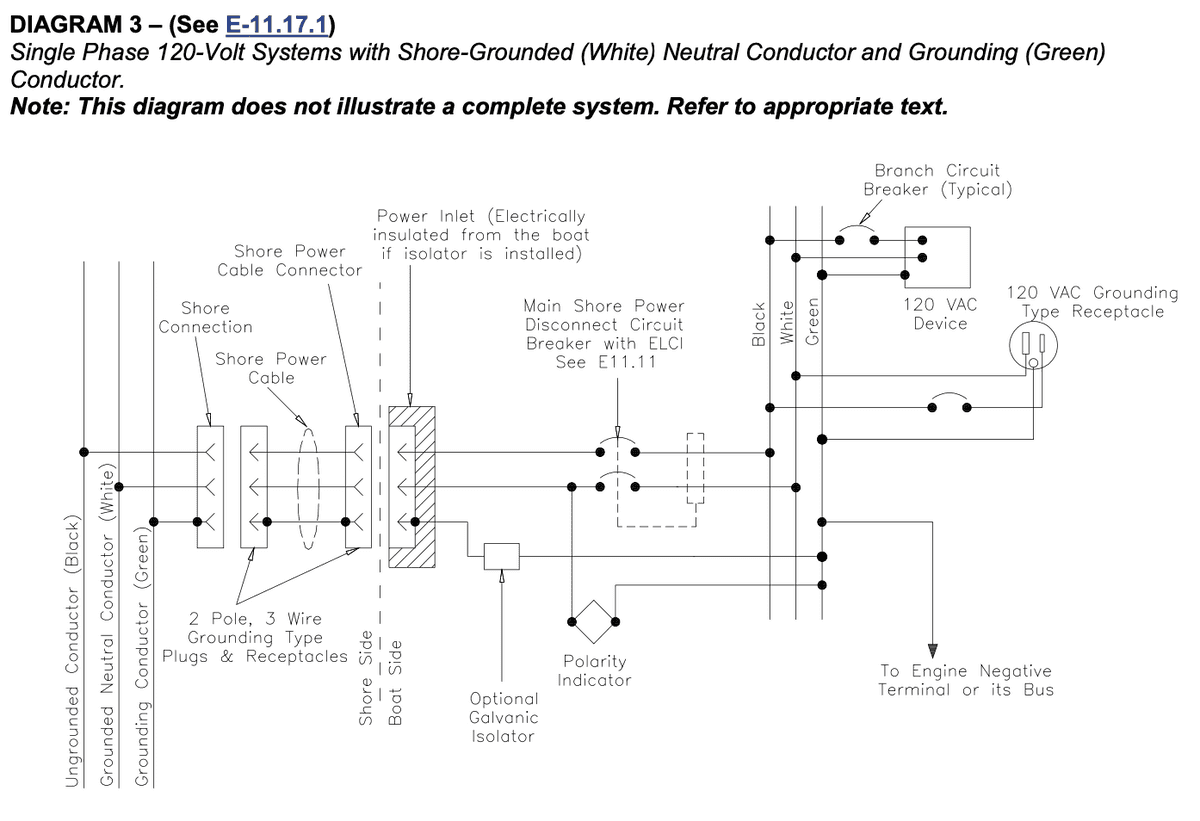 DIAGRAM 3 – (See E-11.17.1)
Single Phase 120-Volt Systems with Shore-Grounded (White) Neutral Conductor and Grounding (Green)
Conductor.
Note: This diagram does not illustrate a complete system. Refer to appropriate text.
Branch Circuit
Breaker (Typical)
Power Inlet (Electrically
insulated from the boat
if isolator is installed)
Shore Power
Cable Connector
Shore
Connection
Shore Power
Cable
Main Shore Power
Disconnect Circuit
Breaker with ELCI
See E11.11
Black
White
Green
120 VAC
Device
120 VAC Grounding
Type Receptacle
Ungrounded Conductor (Black)
Grounded Neutral Conductor (White)
Grounding Conductor (Green)
2 Pole, 3 Wire
Grounding Type
Plugs & Receptacles
Shore Side
Boat Side
Optional
Galvanic
Isolator
Polarity
Indicator
To Engine Negative
Terminal or its Bus